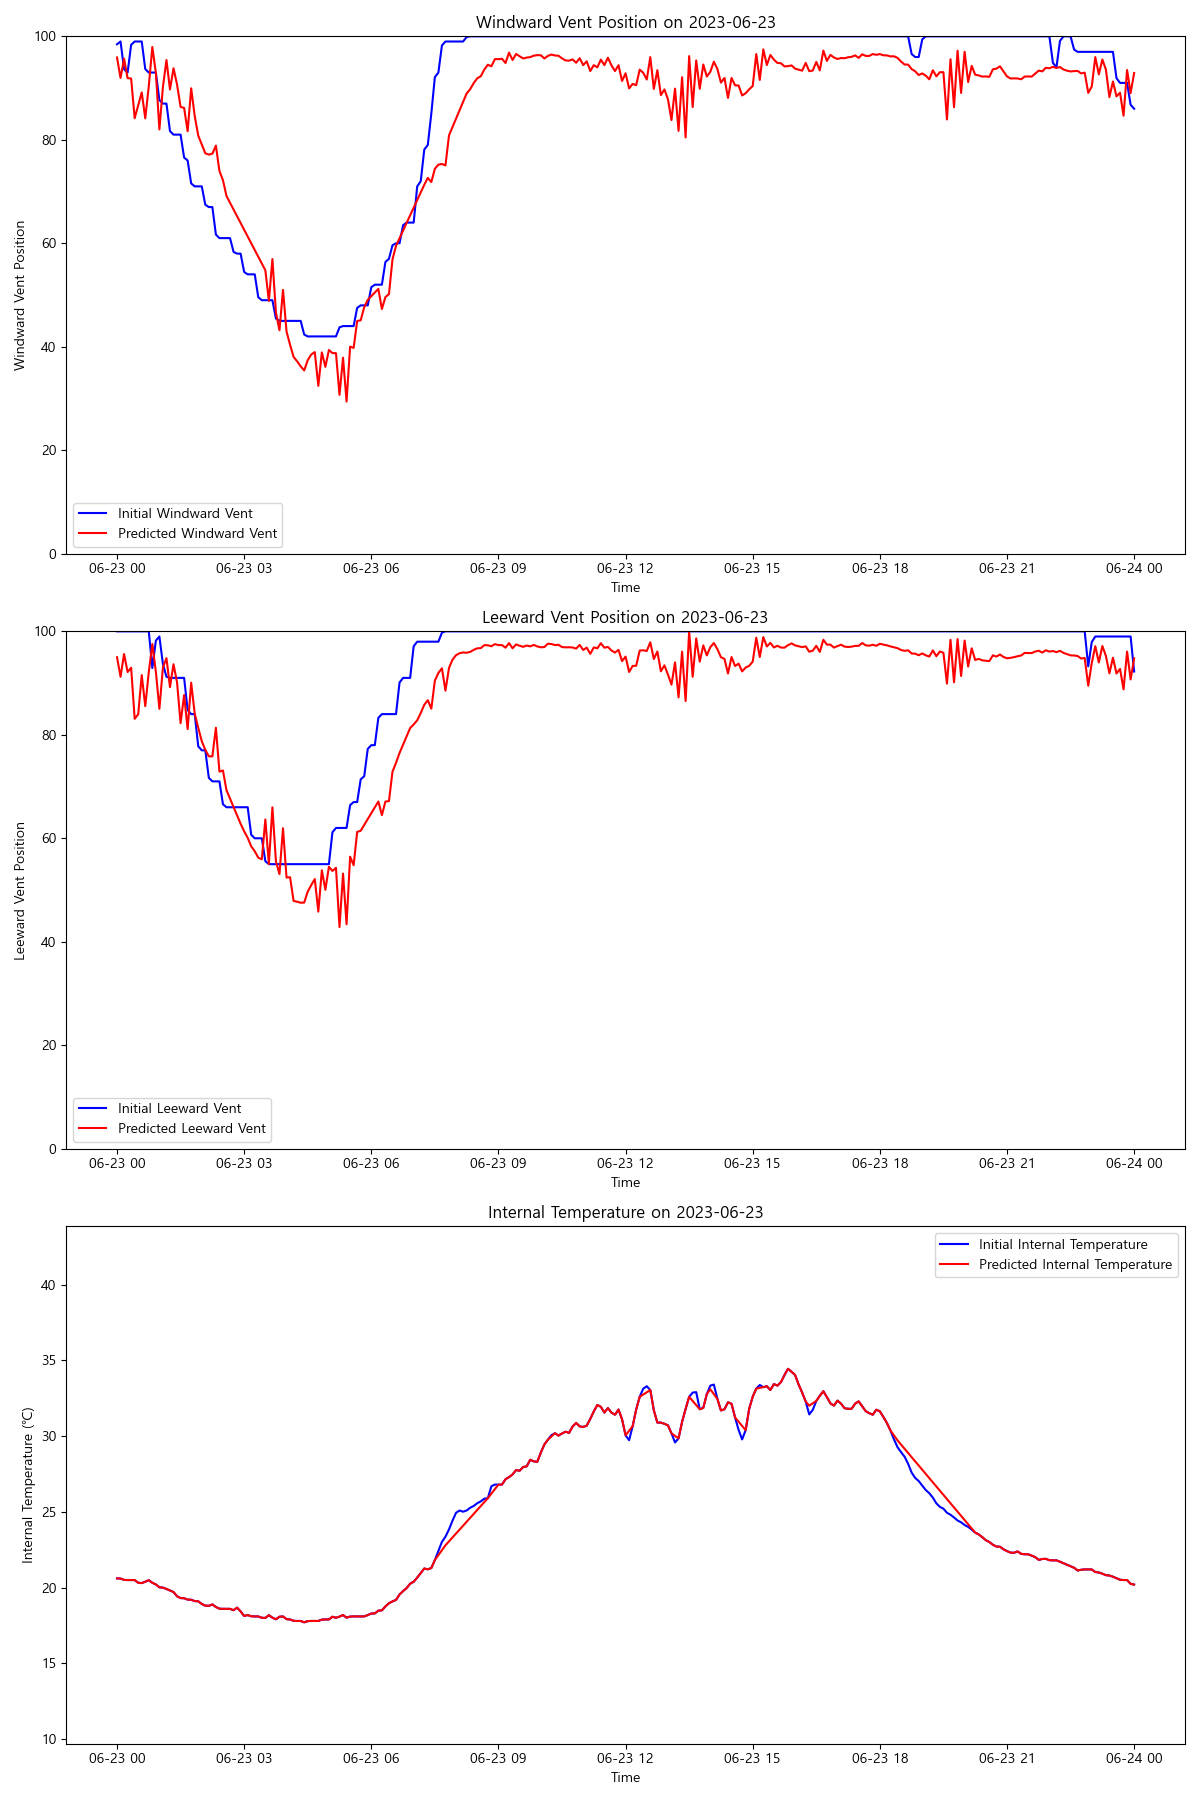 Windward Vent Position on 2023-06-23
100
80
60
40
20
0
Windward Vent Position
Initial Windward Vent
Predicted Windward Vent
06-23 00 06-23 03 06-23 06 06-23 09 06-23 12 06-23 15 06-23 18 06-23 21 06-24 00
Time
Leeward Vent Position on 2023-06-23
100
80
60
40
20
0
Leeward Vent Position
Initial Leeward Vent
Predicted Leeward Vent
06-23 00 06-23 03 06-23 06 06-23 09 06-23 12 06-23 15 06-23 18 06-23 21 06-24 00
Time
Internal Temperature on 2023-06-23
Initial Internal Temperature
Predicted Internal Temperature
40
35
30
25
20
15
10
Internal Temperature (℃)
06-23 00 06-23 03 06-23 06 06-23 09 06-23 12 06-23 15 06-23 18 06-23 21 06-24 00
Time